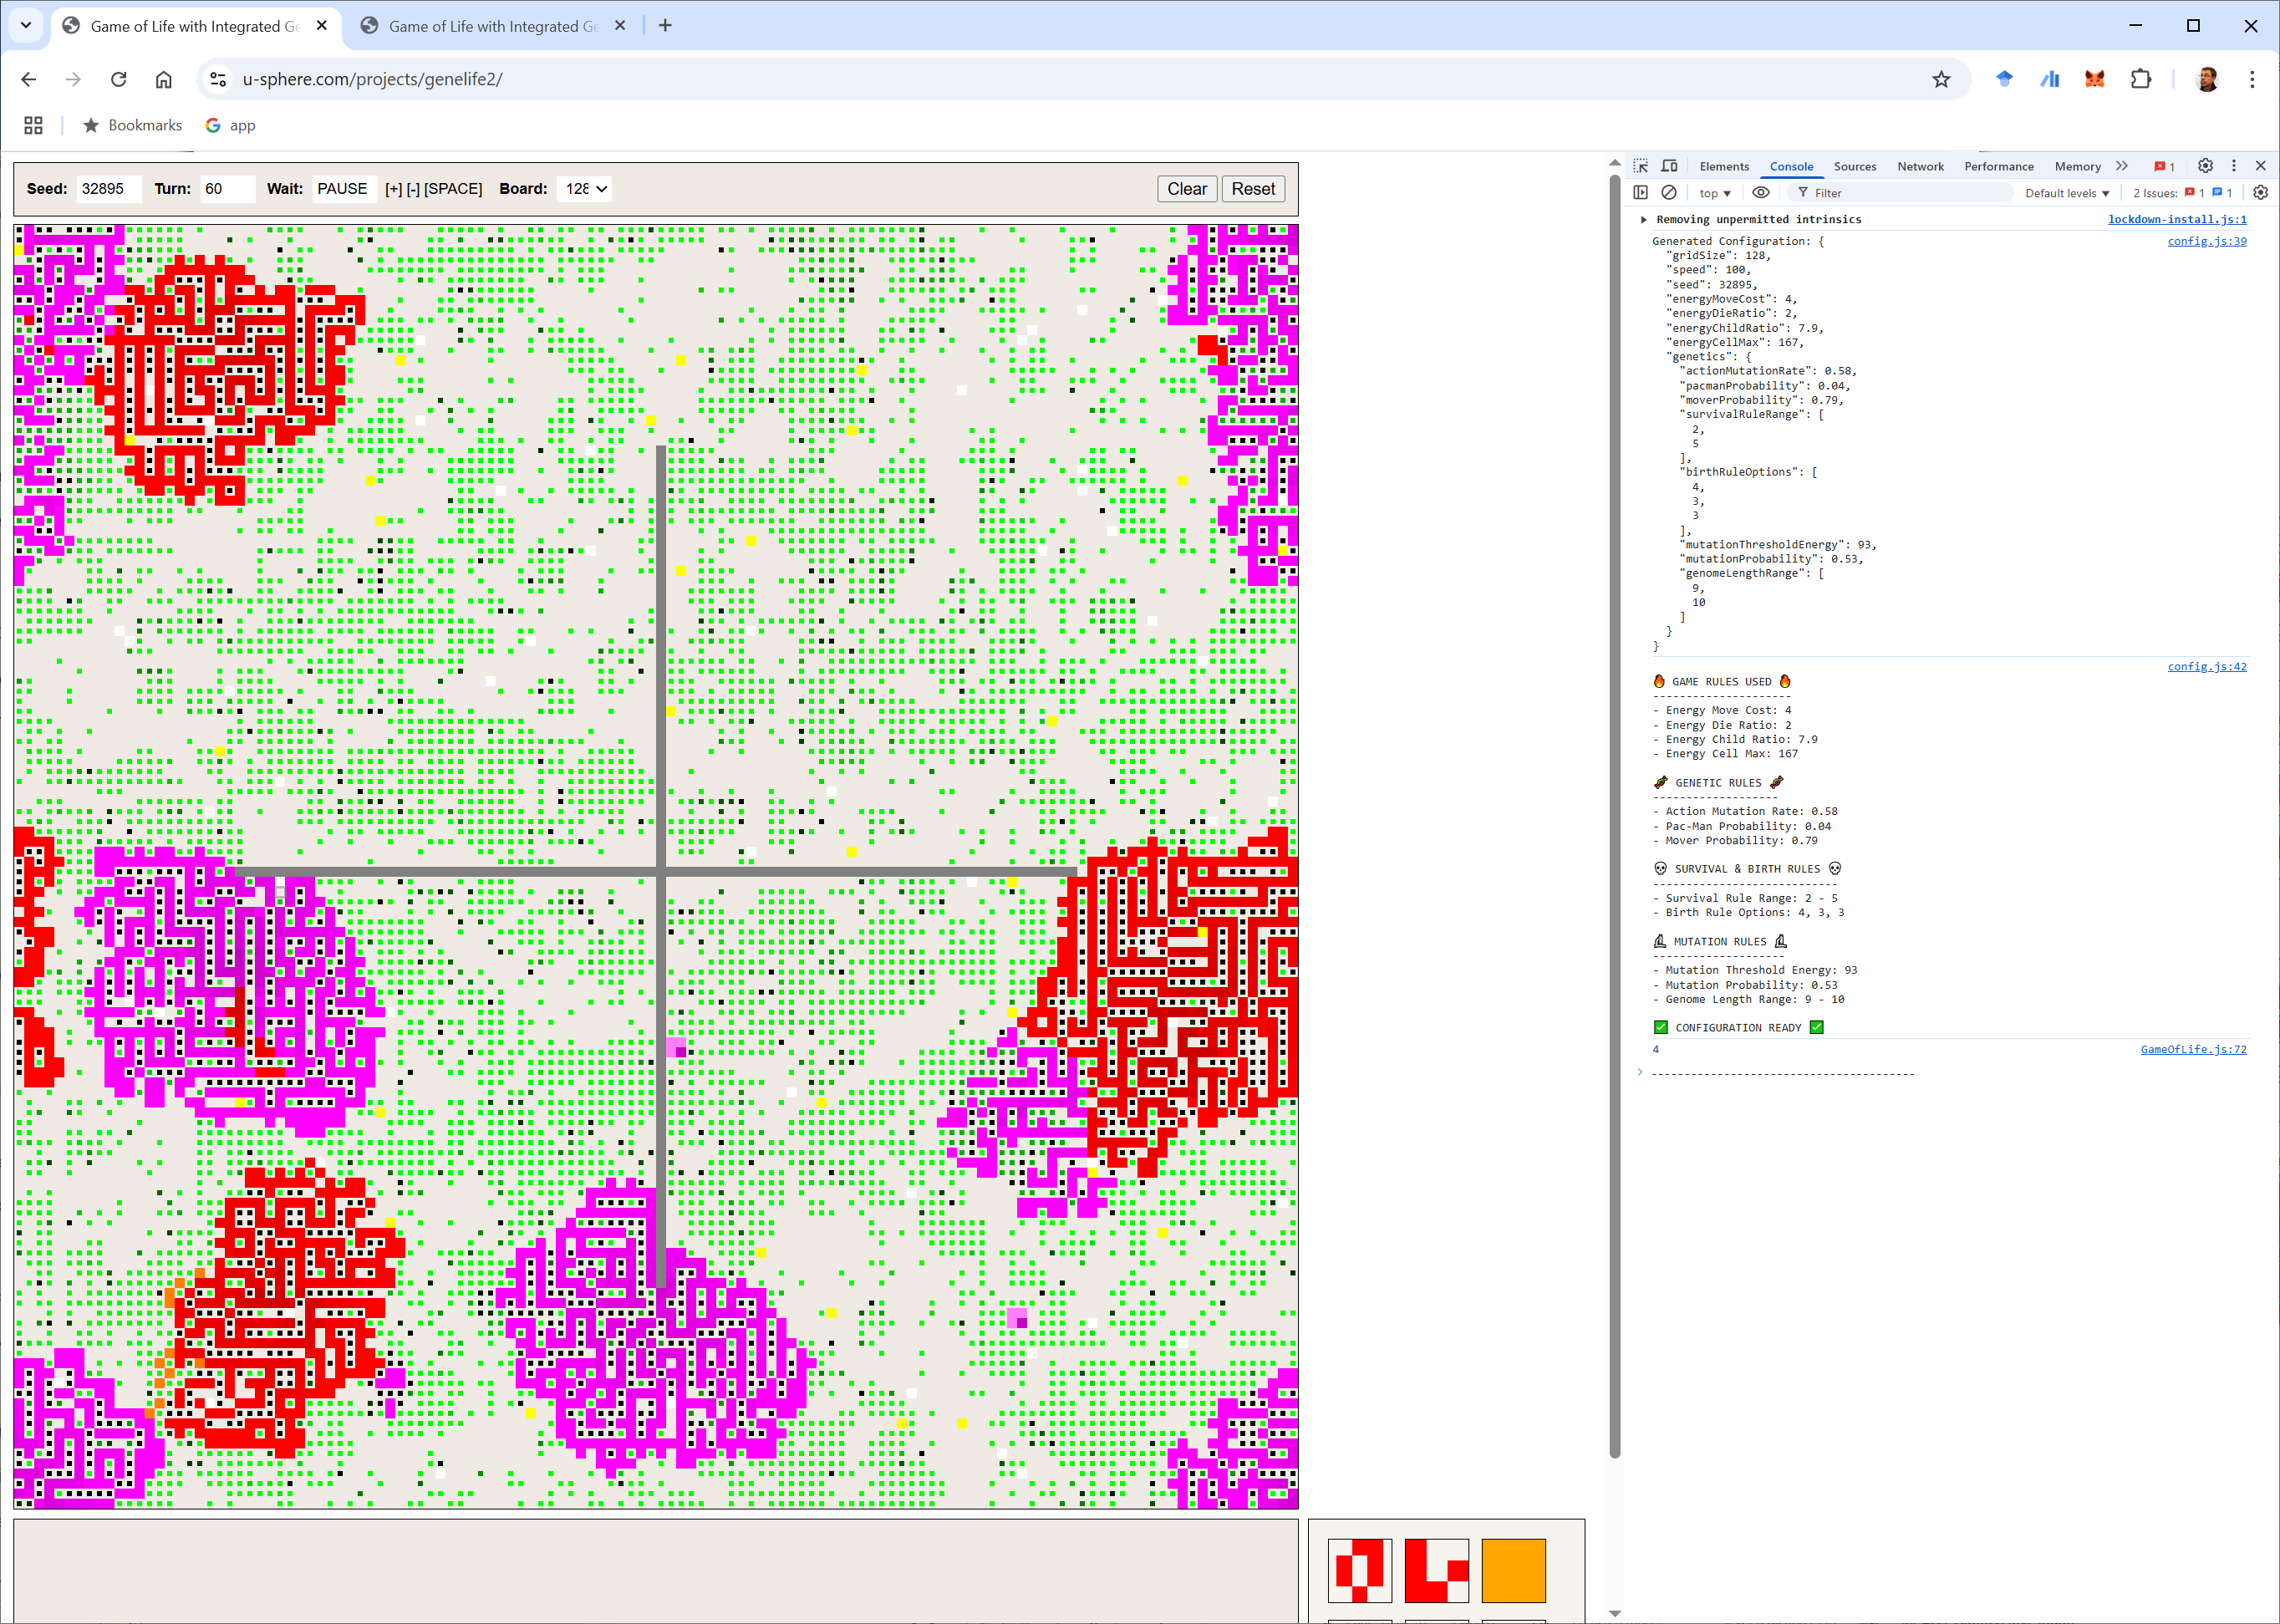 Game of Life with Integrated Ge
Game of Life with Integrated Ge
u-sphere.com/projects/genelife2/
Bookmarks
app
Seed: 32895 Turn: 60 Wait: PAUSE [+] [-] [SPACE] Board: 128 Clear Reset
Elements Console Sources Network Performance Memory 1
top Filter Default levels 2 Issues: 1 1
Removing unpermitted intrinsics lockdown-install.js:1
Generated Configuration: { config.js:39
"gridSize": 128,
"speed": 100,
"seed": 32895,
"energyMoveCost": 4,
"energyDieRatio": 2,
"energyChildRatio": 7.9,
"energyCellMax": 167,
"genetics": {
"actionMutationRate": 0.58,
"pacmanProbability": 0.04,
"moverProbability": 0.79,
"survivalRuleRange": [
2,
5
],
"birthRuleOptions": [
4,
3,
3
],
"mutationThresholdEnergy": 93,
"mutationProbability": 0.53,
"genomeLengthRange": [
9,
10
]
}
}
config.js:42
🔥 GAME RULES USED 🔥
---------------------
- Energy Move Cost: 4
- Energy Die Ratio: 2
- Energy Child Ratio: 7.9
- Energy Cell Max: 167
GENETIC RULES
-------------------
- Action Mutation Rate: 0.58
- Pac-Man Probability: 0.04
- Mover Probability: 0.79
💀 SURVIVAL & BIRTH RULES 💀
----------------------------
- Survival Rule Range: 2 - 5
- Birth Rule Options: 4, 3, 3
MUTATION RULES
--------------------
- Mutation Threshold Energy: 93
- Mutation Probability: 0.53
- Genome Length Range: 9 - 10
✅ CONFIGURATION READY ✅
4 GameOfLife.js:72
----------------------------------------